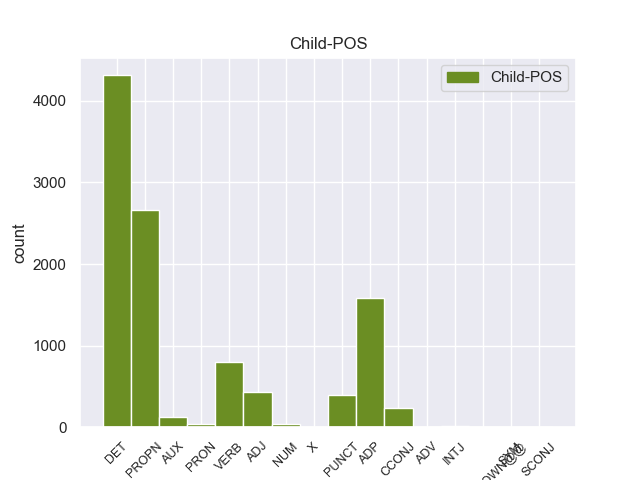 Child-POS
Child-POS
4000
3000
2000
1000
0
count
DET
PROPN
AUX
PRON
VERB
ADJ
NUM
X
PUNCT
ADP
CCONJ
ADV
INTJ
SYM
SCONJ